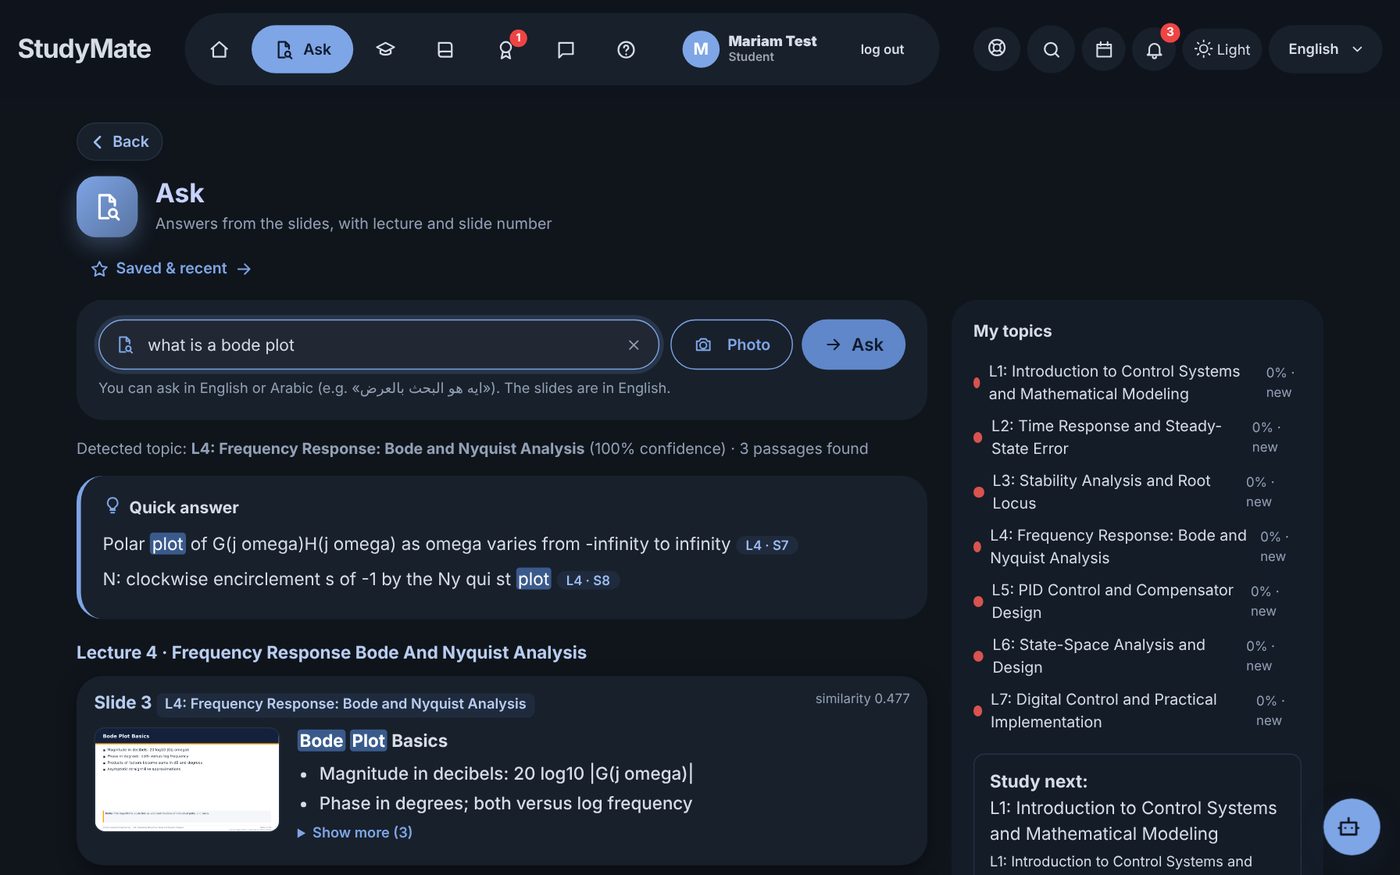 StudyMate
Ask
1
M
Mariam Test
Student
log out
3
Light
English
Back
Ask
Answers from the slides, with lecture and slide number
Saved & recent
what is a bode plot
Photo
Ask
You can ask in English or Arabic (e.g. «ايه هو البحث بالعرض»). The slides are in English.
Detected topic: L4: Frequency Response: Bode and Nyquist Analysis (100% confidence) · 3 passages found
Quick answer
Polar plot of G(j omega)H(j omega) as omega varies from -infinity to infinity L4 · S7
N: clockwise encirclement s of -1 by the Ny qui st plot L4 · S8
Lecture 4 · Frequency Response Bode And Nyquist Analysis
Slide 3 L4: Frequency Response: Bode and Nyquist Analysis
similarity 0.477
Bode Plot Basics
Bode Plot Basics
• Magnitude in decibels: 20 log10 |G(j omega)|
• Phase in degrees; both versus log frequency
Show more (3)
My topics
L1: Introduction to Control Systems
and Mathematical Modeling
0% ·
new
L2: Time Response and Steady-
State Error
0% ·
new
L3: Stability Analysis and Root
Locus
0% ·
new
L4: Frequency Response: Bode and
Nyquist Analysis
0% ·
new
L5: PID Control and Compensator
Design
0% ·
new
L6: State-Space Analysis and
Design
0% ·
new
L7: Digital Control and Practical
Implementation
0% ·
new
Study next:
L1: Introduction to Control Systems
and Mathematical Modeling
L1: Introduction to Control Systems and